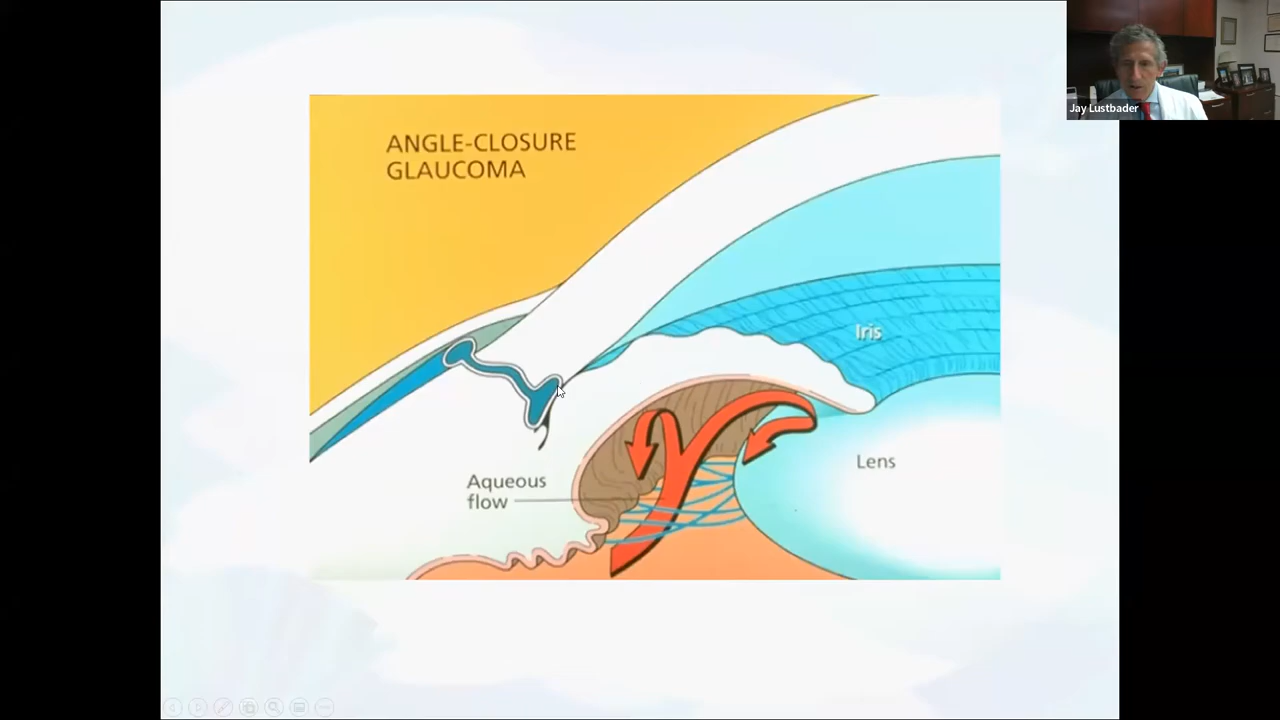 Jay Lustbader
ANGLE-CLOSURE
GLAUCOMA
Iris
Lens
Aqueous
flow